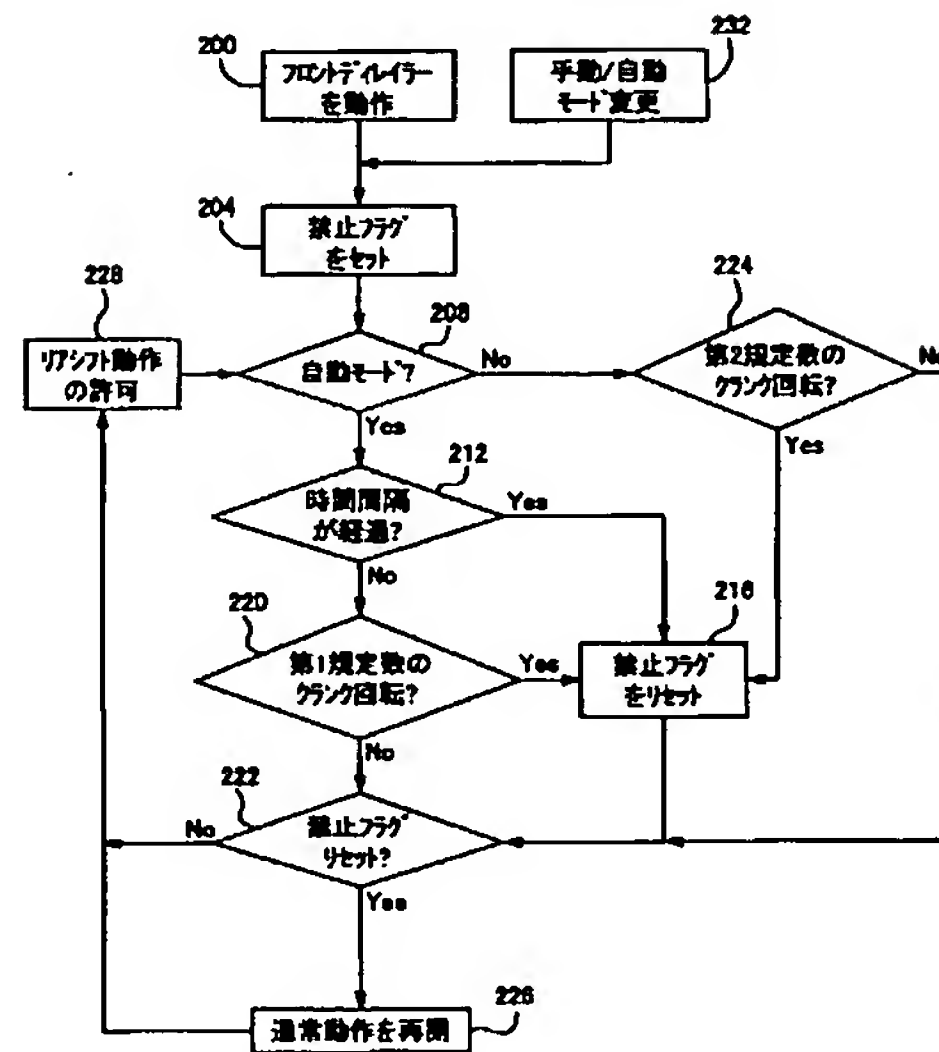 200
フロントディレイラー
を動作
232
手動/自動
モード変更
204
禁止フラグ
をセット
228
リアシフト動作
の許可
208
自動モード?
No
Yes
224
第2規定数の
クランク回転?
No
Yes
212
時間間隔
が経過?
Yes
No
220
第1規定数の
クランク回転?
Yes
No
216
禁止フラグ
をリセット
222
禁止フラグ
リセット?
No
Yes
通常動作を再開
226